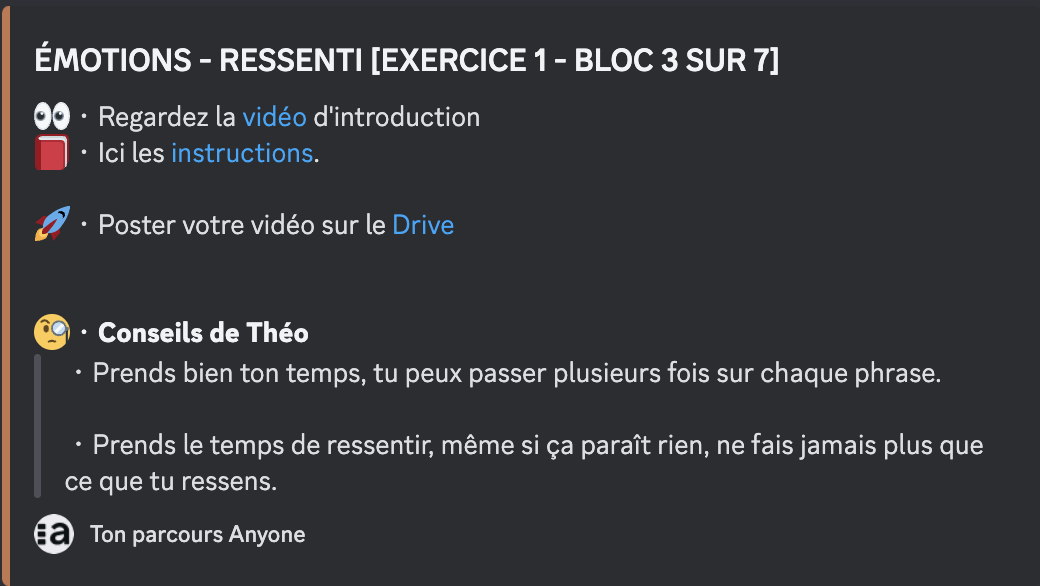 ÉMOTIONS - RESSENTI [EXERCICE 1 - BLOC 3 SUR 7]
👀 · Regardez la vidéo d'introduction
📕 · Ici les instructions.
🚀 · Poster votre vidéo sur le Drive
🧐 · Conseils de Théo
· Prends bien ton temps, tu peux passer plusieurs fois sur chaque phrase.
· Prends le temps de ressentir, même si ça paraît rien, ne fais jamais plus que
ce que tu ressens.
a Ton parcours Anyone